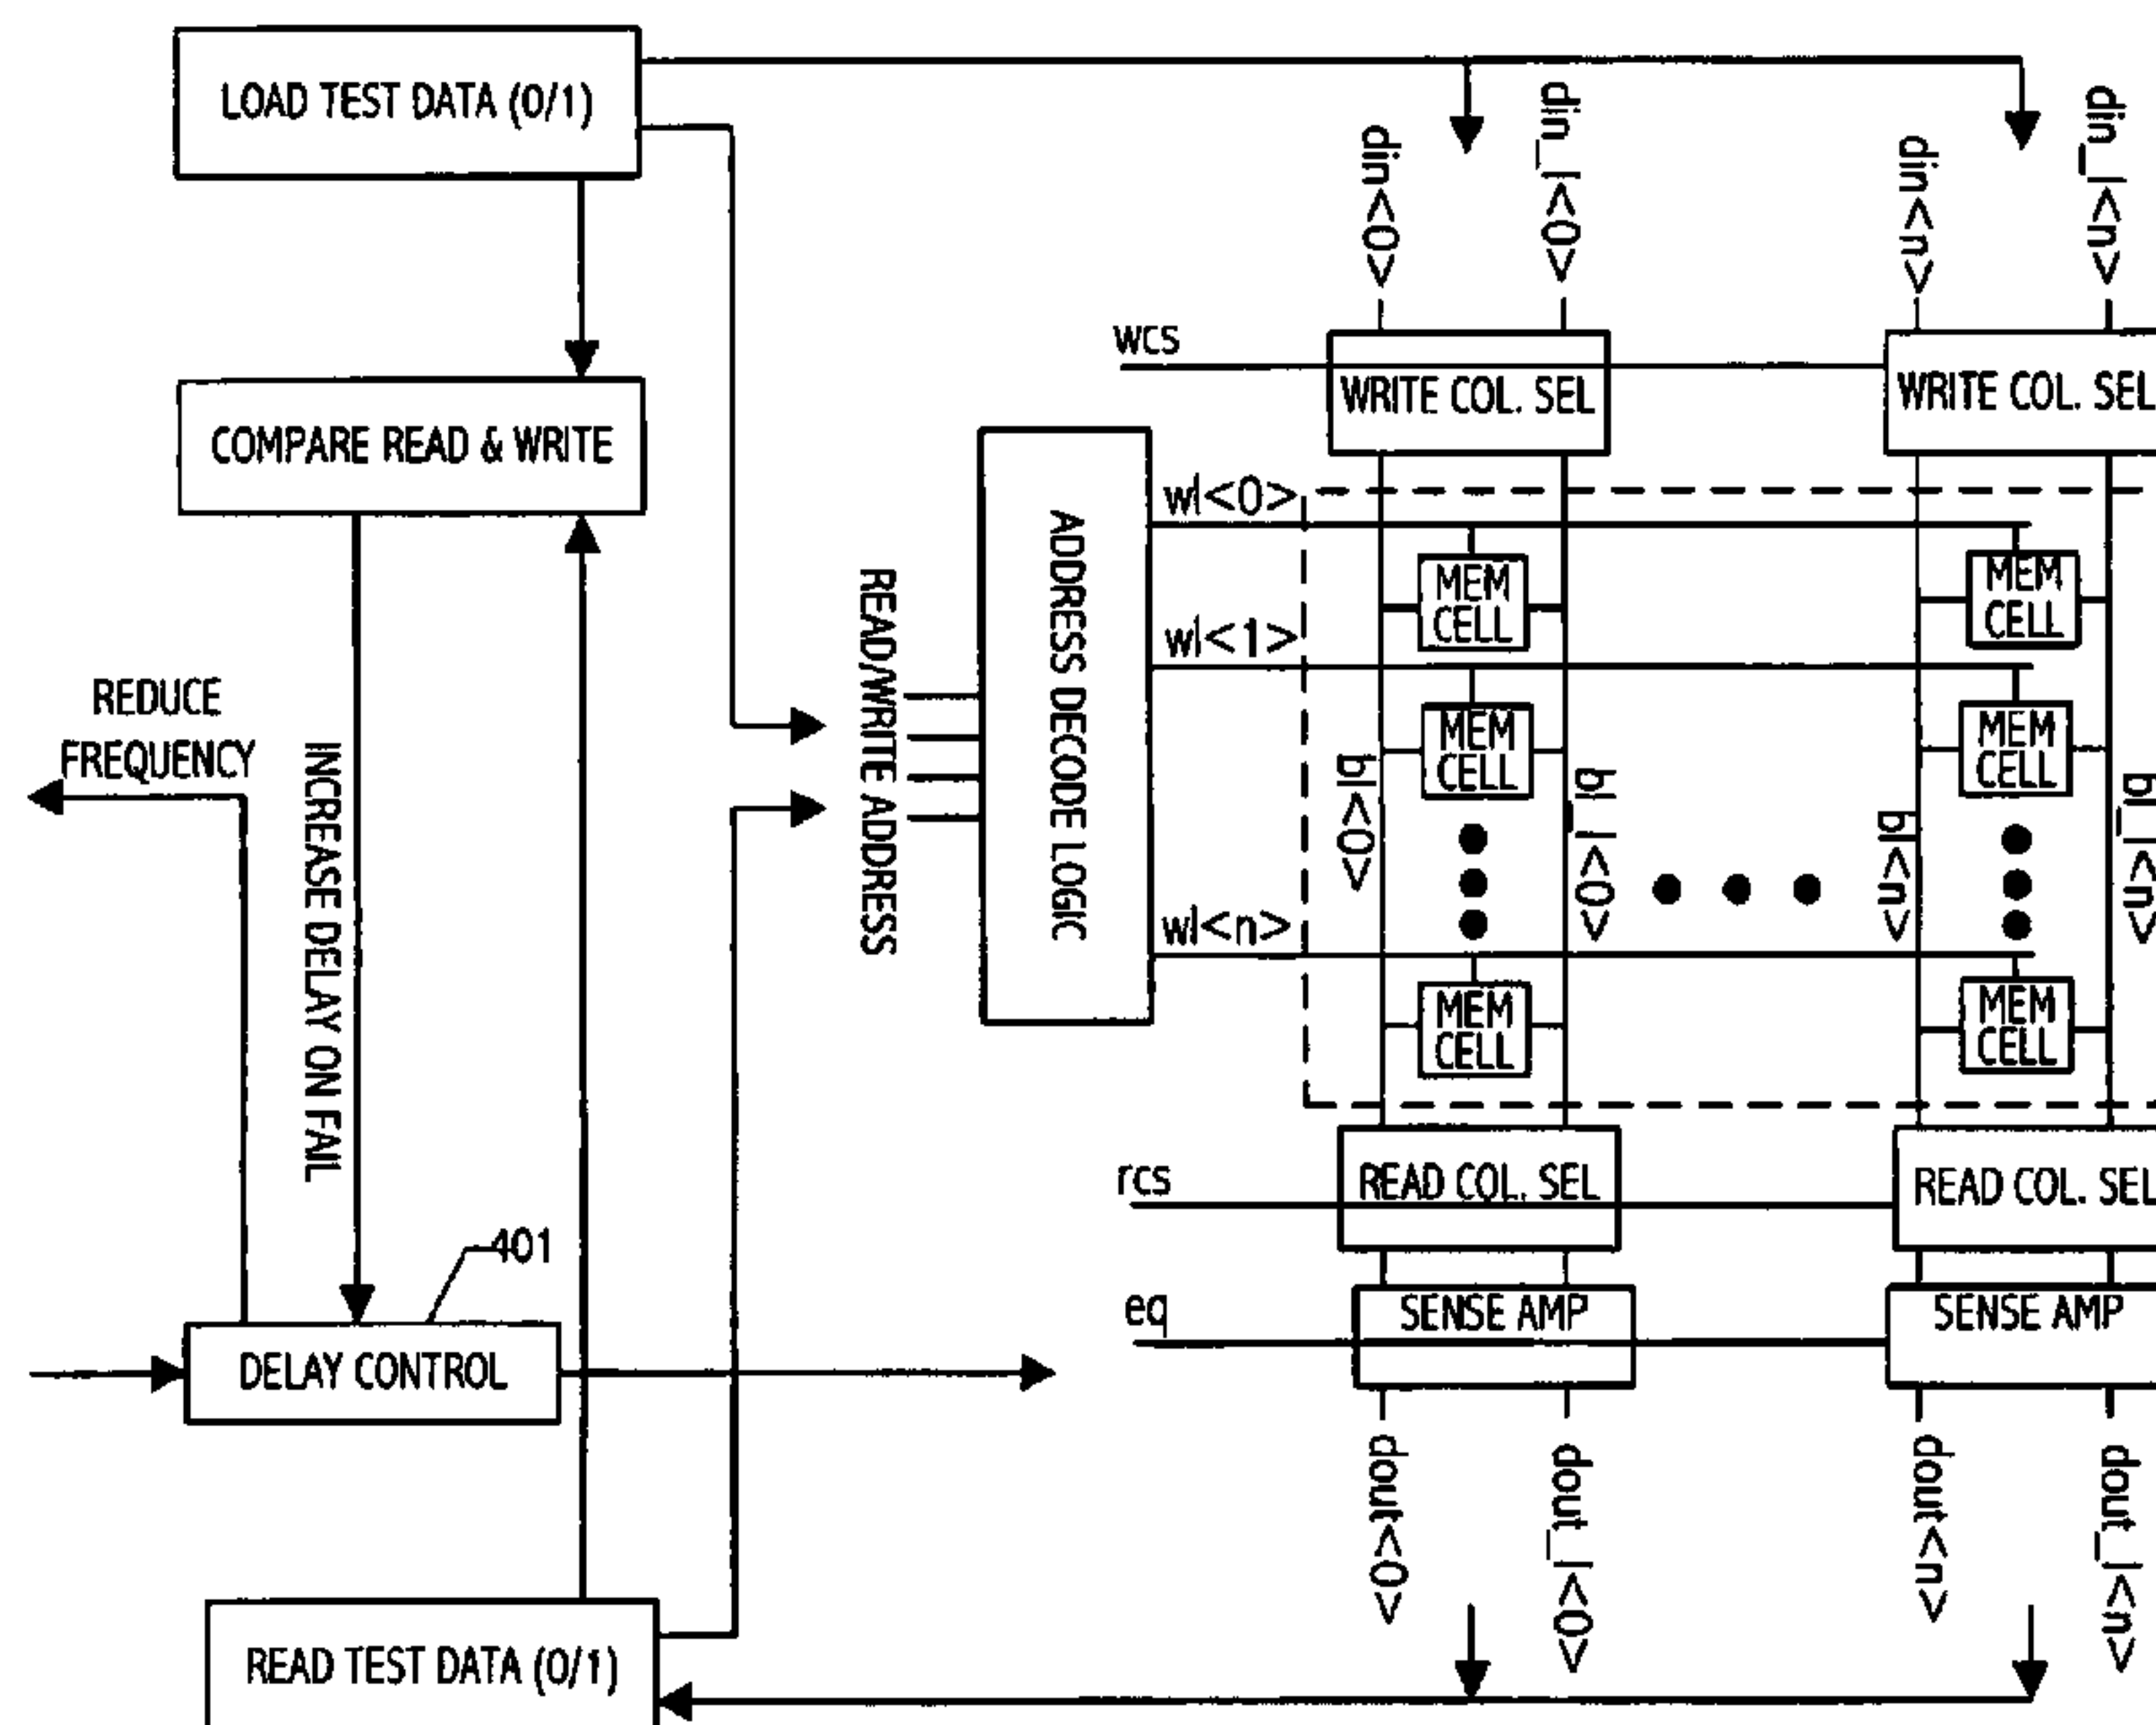 LOAD TEST DATA (0/1)
din<0>
din_l<0>
din<n>
din_l<n>
wcs
WRITE COL. SEL
WRITE COL. SEL
COMPARE READ & WRITE
wl<0>
MEM
CELL
MEM
CELL
wl<1>
READ/WRITE ADDRESS
ADDRESS DECODE LOGIC
REDUCE
FREQUENCY
INCREASE DELAY ON FAIL
MEM
CELL
MEM
CELL
bl<0>
bl_l<0>
bl<n>
bl_l<n>
wl<n>
MEM
CELL
MEM
CELL
rcs
READ COL. SEL
READ COL. SEL
401
eq
SENSE AMP
SENSE AMP
DELAY CONTROL
dout<0>
dout_l<0>
dout<n>
dout_l<n>
READ TEST DATA (0/1)